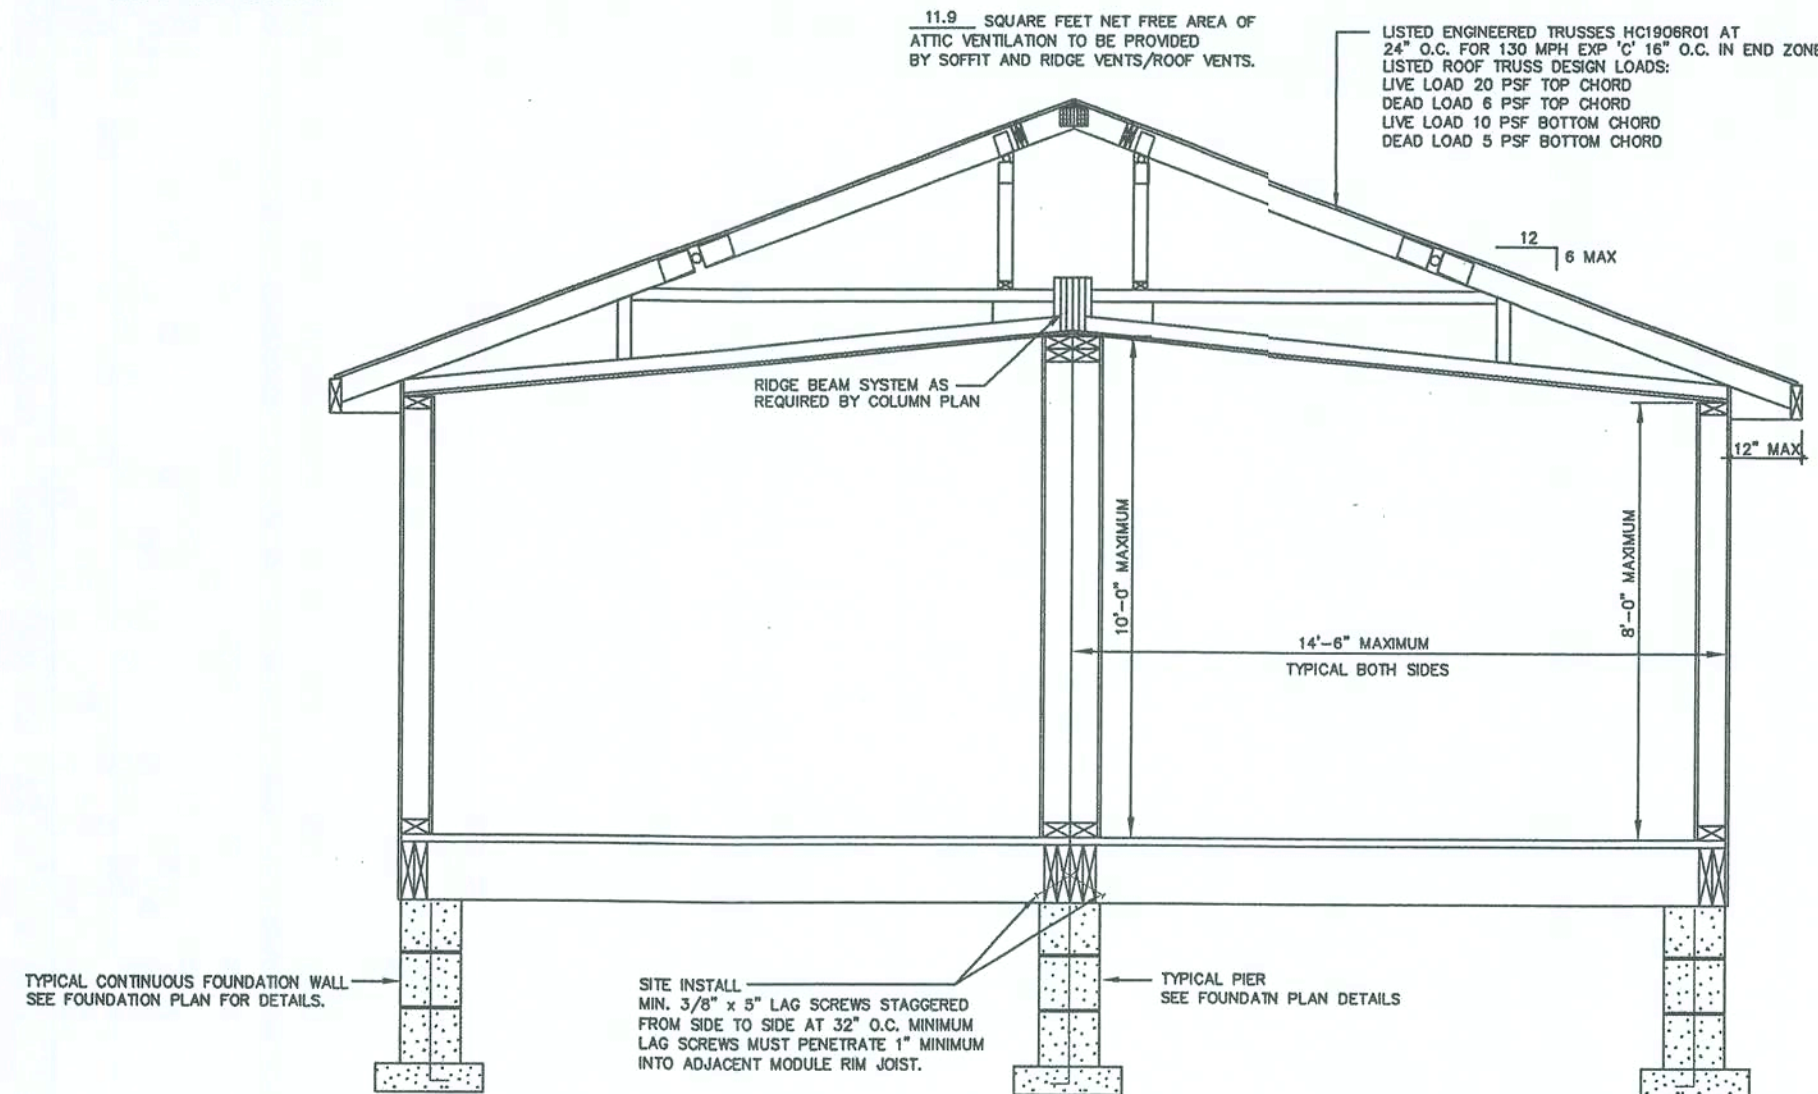 11.9 SQUARE FEET NET FREE AREA OF
ATTIC VENTILATION TO BE PROVIDED
BY SOFFIT AND RIDGE VENTS/ROOF VENTS.
LISTED ENGINEERED TRUSSES HC1906R01 AT
24" O.C. FOR 130 MPH EXP 'C' 16" O.C. IN END ZONE
LISTED ROOF TRUSS DESIGN LOADS:
LIVE LOAD 20 PSF TOP CHORD
DEAD LOAD 6 PSF TOP CHORD
LIVE LOAD 10 PSF BOTTOM CHORD
DEAD LOAD 5 PSF BOTTOM CHORD
12
6 MAX
RIDGE BEAM SYSTEM AS
REQUIRED BY COLUMN PLAN
12" MAX
10'-0" MAXIMUM
8'-0" MAXIMUM
14'-6" MAXIMUM
TYPICAL BOTH SIDES
TYPICAL CONTINUOUS FOUNDATION WALL
SEE FOUNDATION PLAN FOR DETAILS.
SITE INSTALL
MIN. 3/8" x 5" LAG SCREWS STAGGERED
FROM SIDE TO SIDE AT 32" O.C. MINIMUM
LAG SCREWS MUST PENETRATE 1" MINIMUM
INTO ADJACENT MODULE RIM JOIST.
TYPICAL PIER
SEE FOUNDATN PLAN DETAILS